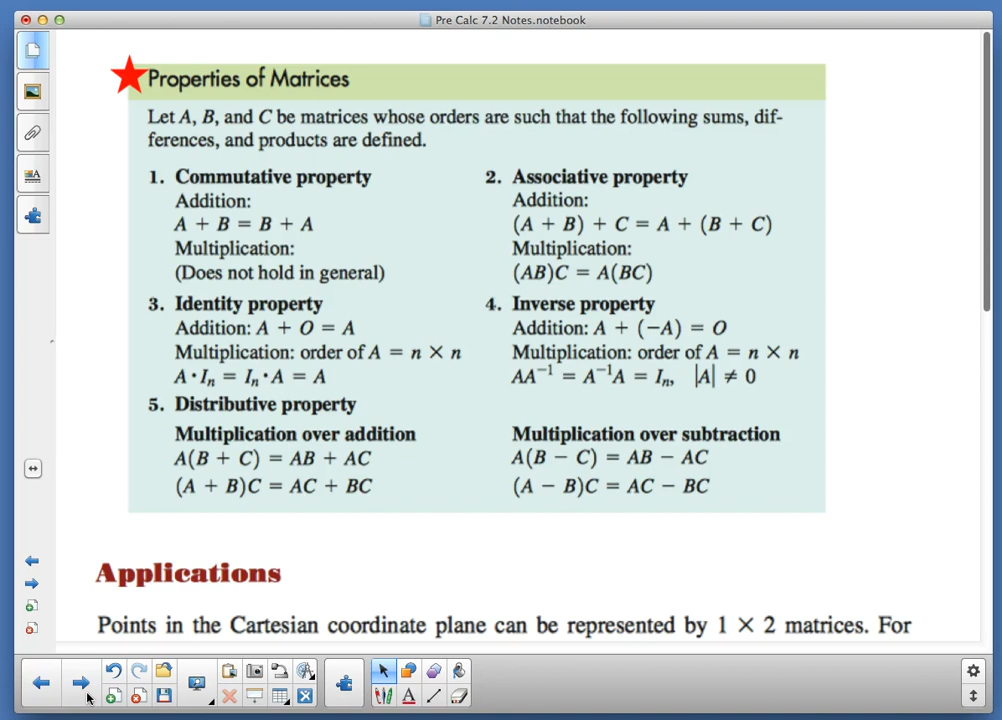 Pre Calc 7.2 Notes.notebook
Properties of Matrices
Let A, B, and C be matrices whose orders are such that the following sums, dif-
ferences, and products are defined.
1. Commutative property
Addition:
A + B = B + A
Multiplication:
(Does not hold in general)
2. Associative property
Addition:
(A + B) + C = A + (B + C)
Multiplication:
(AB)C = A(BC)
3. Identity property
Addition: A + O = A
Multiplication: order of A = n × n
A · Iₙ = Iₙ · A = A
4. Inverse property
Addition: A + (−A) = O
Multiplication: order of A = n × n
AA⁻¹ = A⁻¹A = Iₙ, |A| ≠ 0
5. Distributive property
Multiplication over addition
A(B + C) = AB + AC
(A + B)C = AC + BC
Multiplication over subtraction
A(B − C) = AB − AC
(A − B)C = AC − BC
Applications
Points in the Cartesian coordinate plane can be represented by 1 × 2 matrices. For